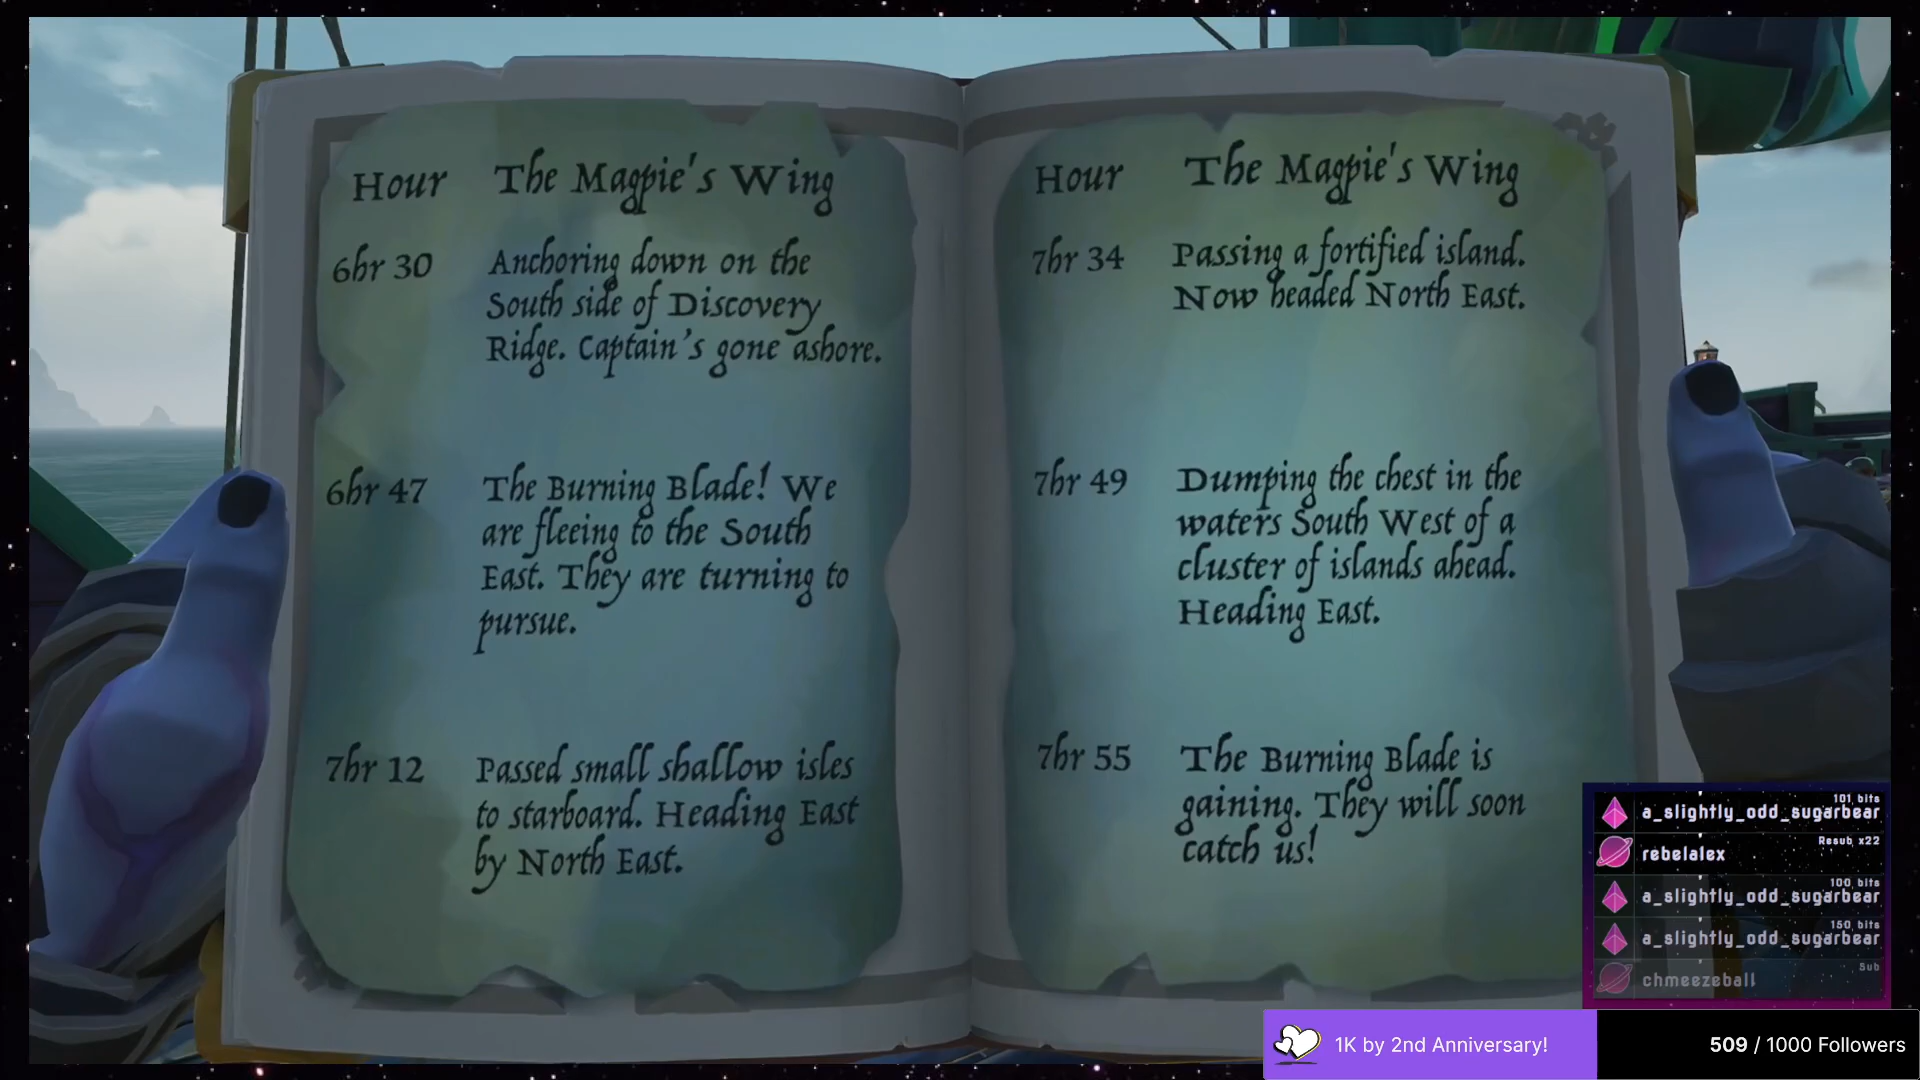 Hour The Magpie's Wing
6hr 30 Anchoring down on the
South side of Discovery
Ridge. Captain's gone ashore.
6hr 47 The Burning Blade! We
are fleeing to the South
East. They are turning to
pursue.
7hr 12 Passed small shallow isles
to starboard. Heading East
by North East.
Hour The Magpie's Wing
7hr 34 Passing a fortified island.
Now headed North East.
7hr 49 Dumping the chest in the
waters South West of a
cluster of islands ahead.
Heading East.
7hr 55 The Burning Blade is
gaining. They will soon
catch us!
101 bits
a_slightly_odd_sugarbear
Resub x22
rebelalex
100 bits
a_slightly_odd_sugarbear
150 bits
a_slightly_odd_sugarbear
Sub
chmeezeball
1K by 2nd Anniversary! 509 / 1000 Followers